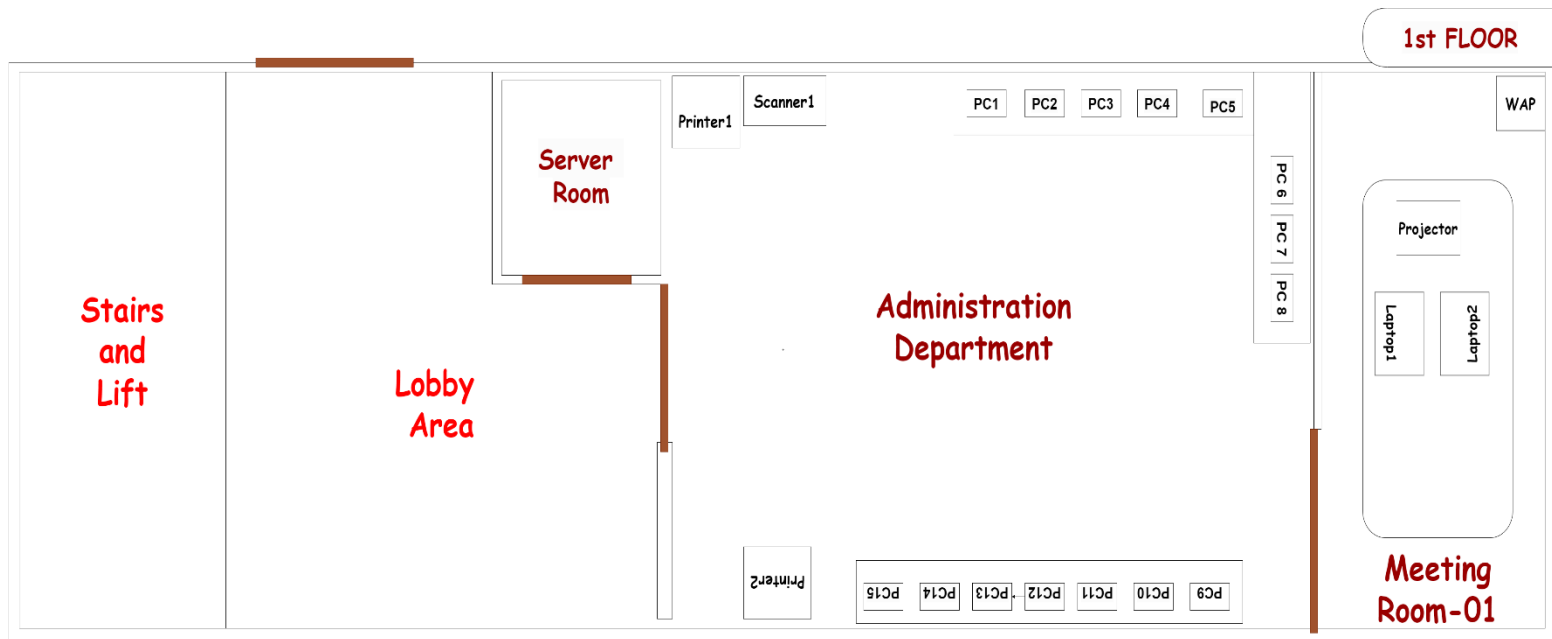 1st FLOOR
Printer1
Scanner1
PC1
PC2
PC3
PC4
PC5
WAP
Server
Room
PC 6
PC 7
PC 8
Projector
Laptop1
Laptop2
Stairs
and
Lift
Lobby
Area
Administration
Department
Printer2
PC15
PC14
PC13
PC12
PC11
PC10
PC9
Meeting
Room-01